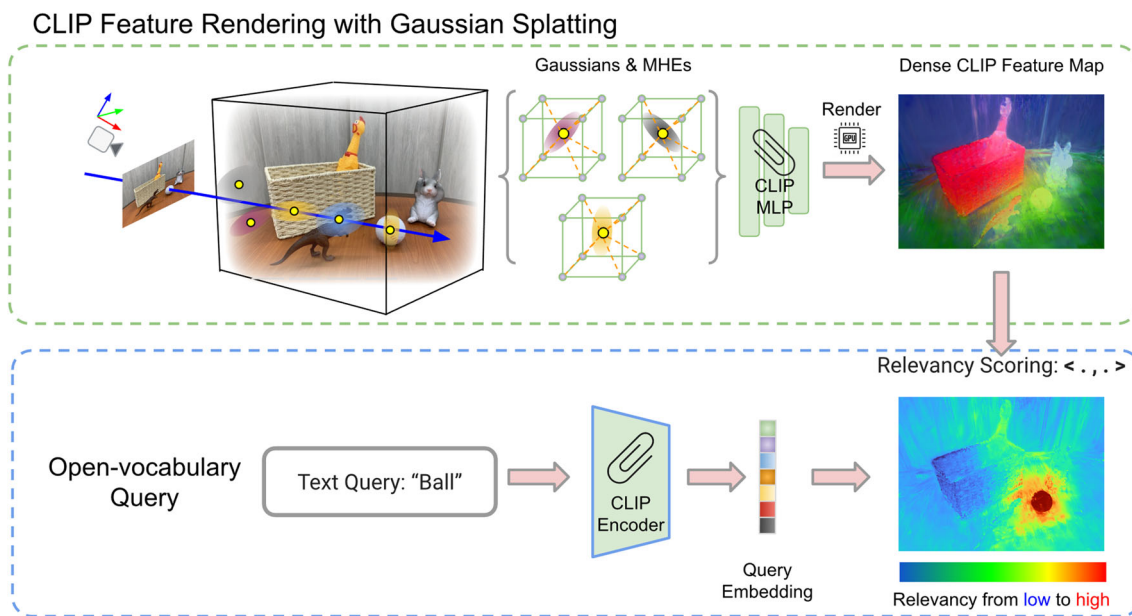 CLIP Feature Rendering with Gaussian Splatting
Gaussians & MHEs
Dense CLIP Feature Map
Render
GPU
CLIP
MLP
Relevancy Scoring: < . , . >
Open-vocabulary
Query
Text Query: “Ball”
CLIP
Encoder
Query
Embedding
Relevancy from low to high